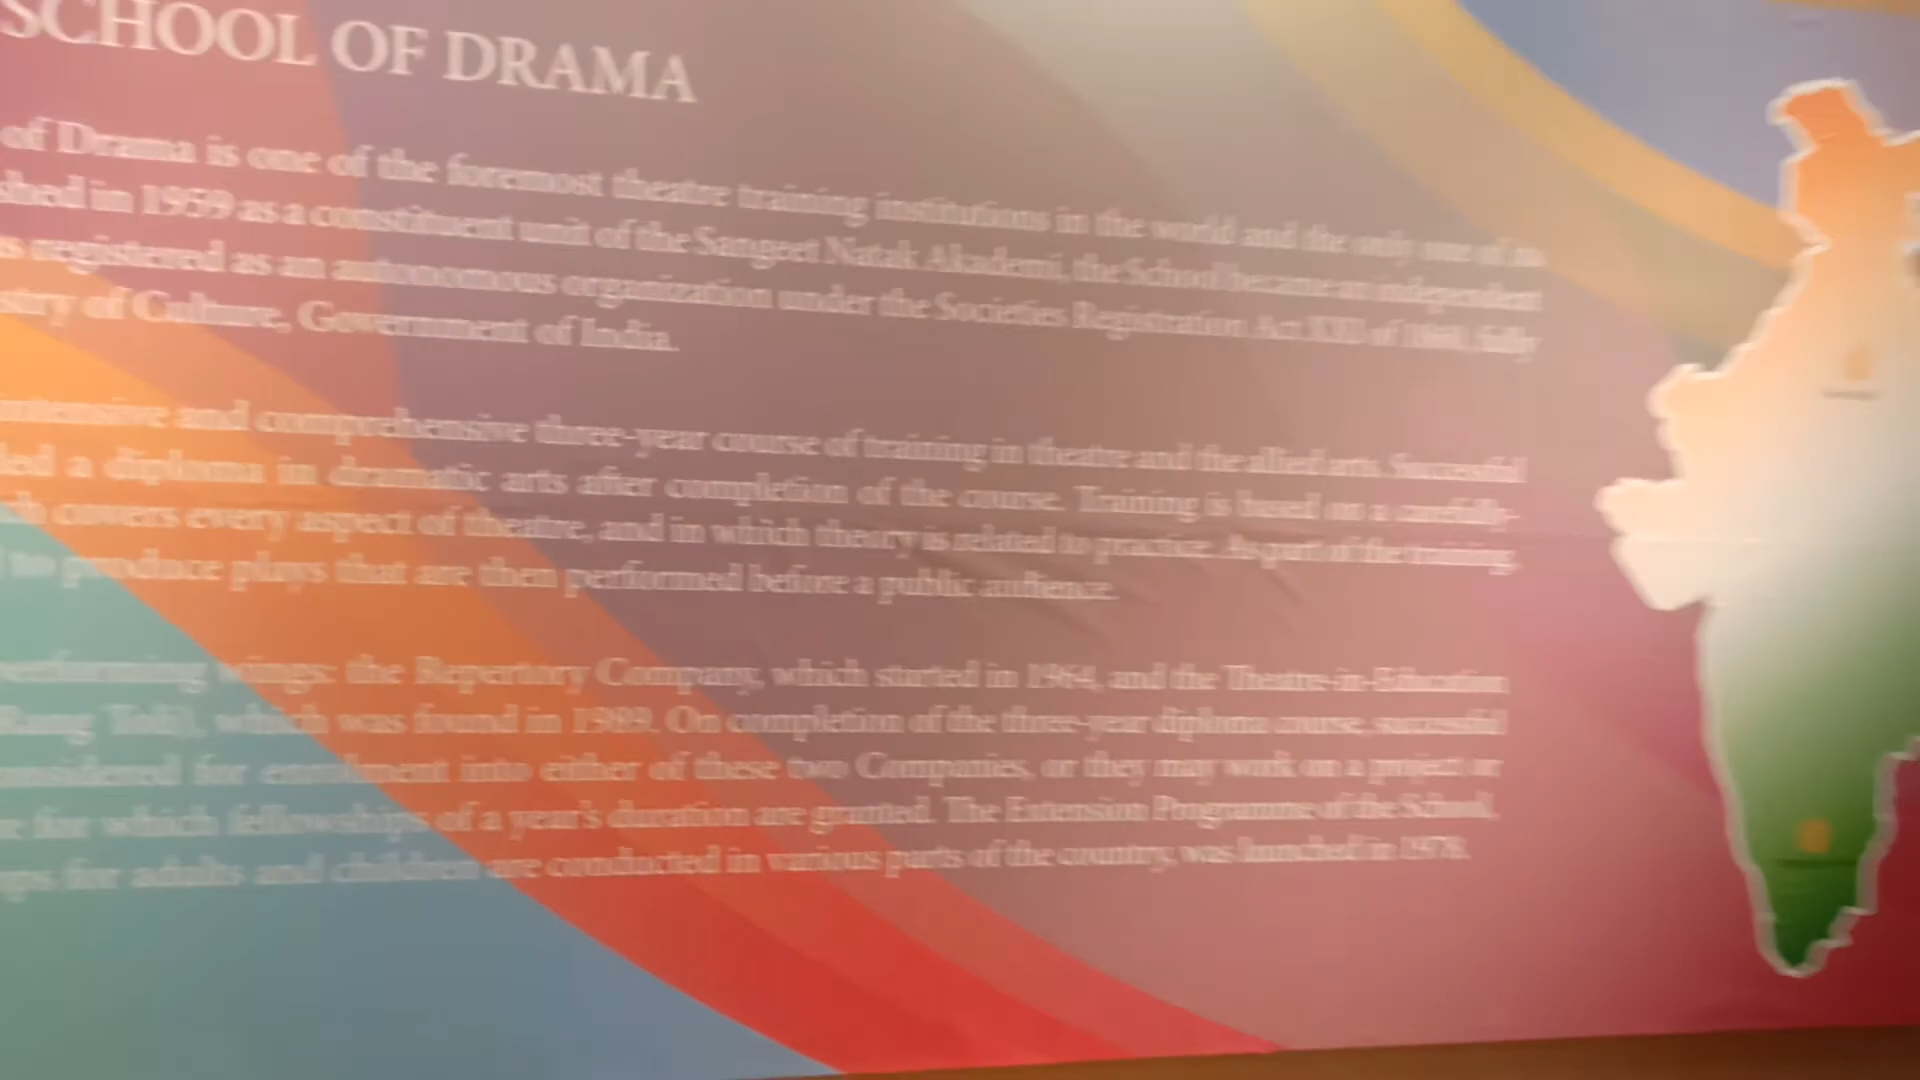 SCHOOL OF DRAMA
of Drama is one of the foremost theatre training institutions in the world and the only one of its
shed in 1959 as a constituent unit of the Sangeet Natak Akademi, the School became an independent
s registered as an autonomous organization under the Societies Registration Act XXI of 1860, fully
stry of Culture, Government of India.
intensive and comprehensive three-year course of training in theatre and the allied arts. Successful
led a diploma in dramatic arts after completion of the course. Training is based on a carefully-
h covers every aspect of theatre, and in which theory is related to practice. As part of the training,
to produce plays that are then performed before a public audience.
performing wings: the Repertory Company, which started in 1964, and the Theatre-in-Education
Rang Toli), which was found in 1989. On completion of the three-year diploma course, successful
onsidered for enrolment into either of these two Companies, or they may work on a project or
for which fellowships of a year's duration are granted. The Extension Programme of the School,
ps for adults and children are conducted in various parts of the country, was launched in 1978.